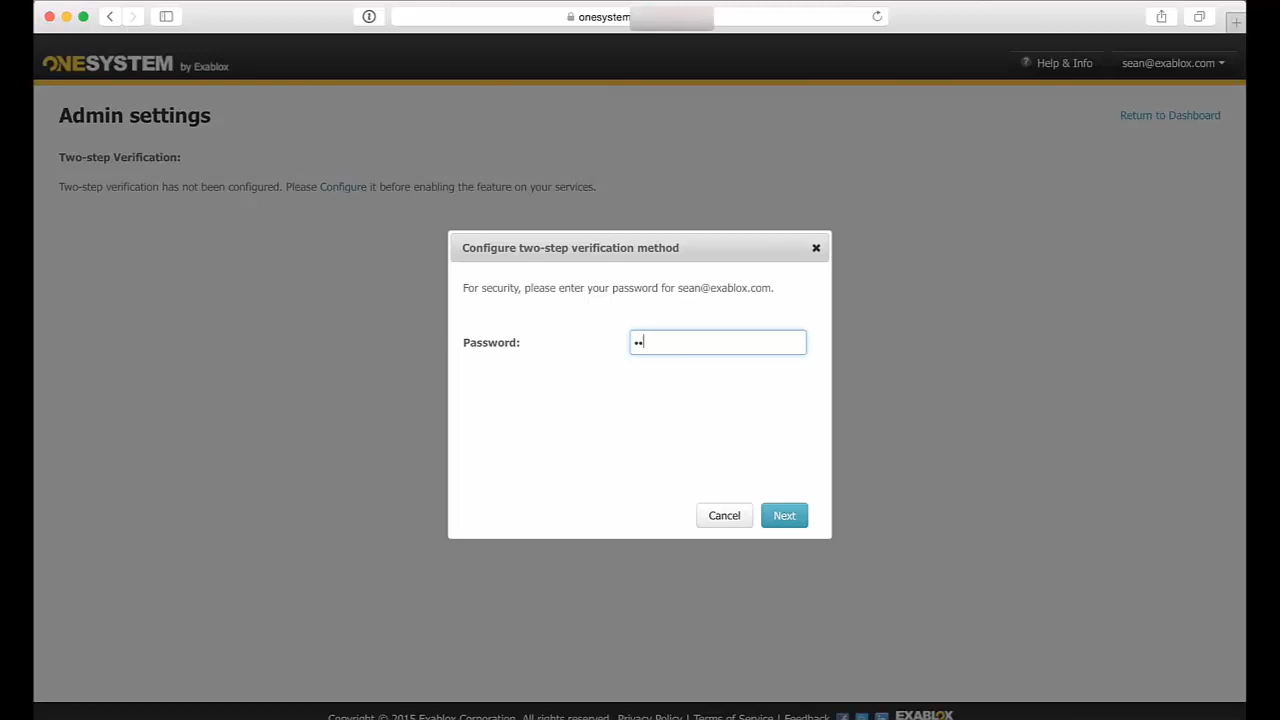 onesystem
ONESYSTEM by Exablox
? Help & Info
sean@exablox.com
Admin settings
Return to Dashboard
Two-step Verification:
Two-step verification has not been configured. Please Configure it before enabling the feature on your services.
Configure two-step verification method
For security, please enter your password for sean@exablox.com.
Password: ••
Cancel
Next
Copyright © 2015 Exablox Corporation. All rights reserved. Privacy Policy | Terms of Service | Feedback
EXABLOX